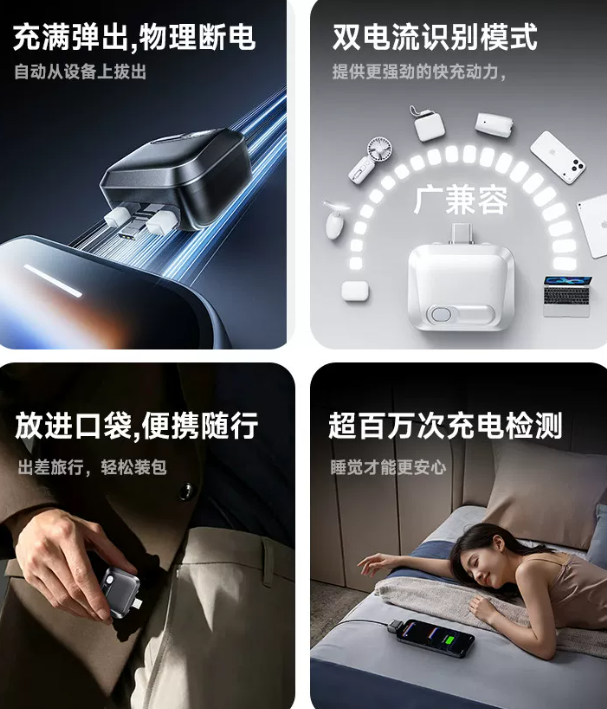 充满弹出,物理断电
自动从设备上拔出
双电流识别模式
提供更强劲的快充动力，
广兼容
放进口袋,便携随行
出差旅行，轻松装包
超百万次充电检测
睡觉才能更安心